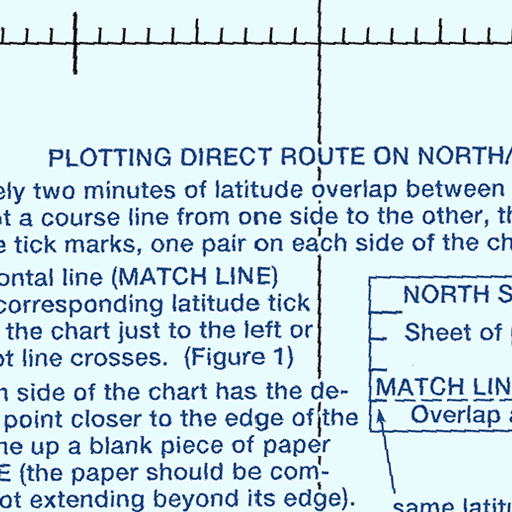 PLOTTING DIRECT ROUTE ON NORTH/
ely two minutes of latitude overlap between
ot a course line from one side to the other, th
e tick marks, one pair on each side of the ch
ontal line (MATCH LINE)
corresponding latitude tick
the chart just to the left or
ot line crosses. (Figure 1)
n side of the chart has the de-
point closer to the edge of the
ne up a blank piece of paper
E (the paper should be com-
ot extending beyond its edge).
NORTH S
Sheet of
MATCH LIN
Overlap a
same latitu